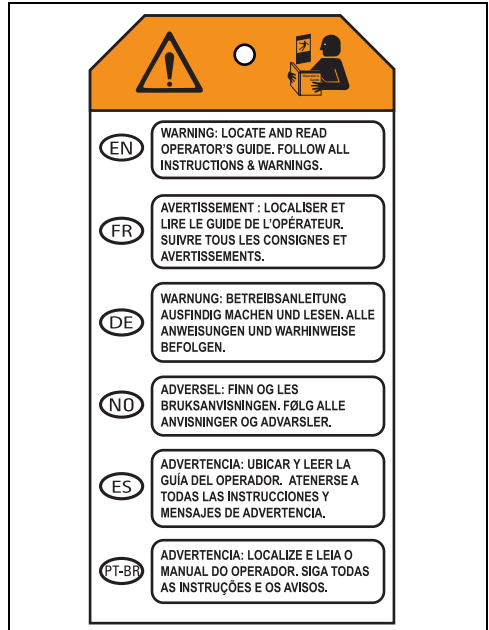 Operator's
Guide
EN
WARNING: LOCATE AND READ
OPERATOR'S GUIDE. FOLLOW ALL
INSTRUCTIONS & WARNINGS.
FR
AVERTISSEMENT : LOCALISER ET
LIRE LE GUIDE DE L'OPÉRATEUR.
SUIVRE TOUS LES CONSIGNES ET
AVERTISSEMENTS.
DE
WARNUNG: BETREIBSANLEITUNG
AUSFINDIG MACHEN UND LESEN. ALLE
ANWEISUNGEN UND WARHINWEISE
BEFOLGEN.
NO
ADVERSEL: FINN OG LES
BRUKSANVISNINGEN. FØLG ALLE
ANVISNINGER OG ADVARSLER.
ES
ADVERTENCIA: UBICAR Y LEER LA
GUÍA DEL OPERADOR. ATENERSE A
TODAS LAS INSTRUCCIONES Y
MENSAJES DE ADVERTENCIA.
PT-BR
ADVERTENCIA: LOCALIZE E LEIA O
MANUAL DO OPERADOR. SIGA TODAS
AS INSTRUÇÕES E OS AVISOS.